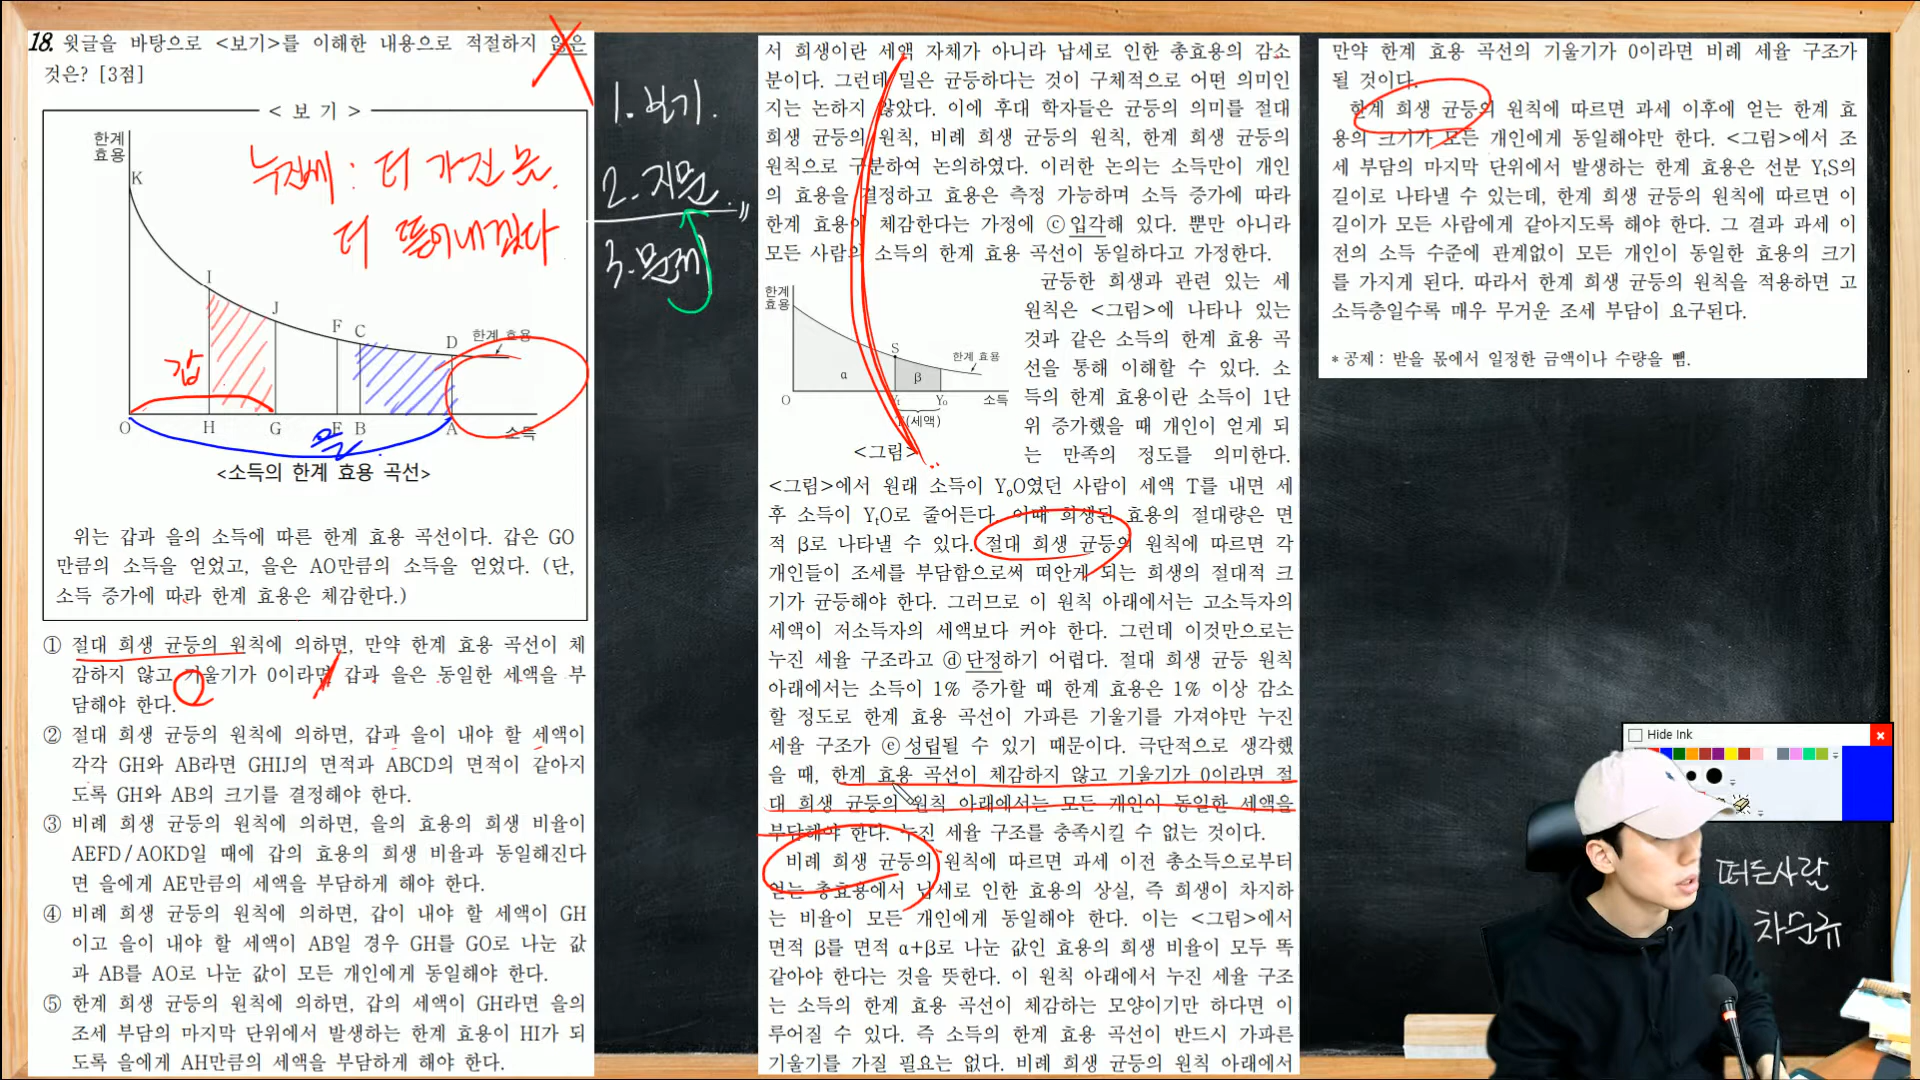 18. 윗글을 바탕으로 <보기>를 이해한 내용으로 적절하지 않은
것은? [3점]
< 보 기 >
한계
효용
K
I
J
F
C
D
한계 효용
O
H
G
E
B
A
소득
<소득의 한계 효용 곡선>
누진세 : 더 가진 놈.
더 뜯어내겠다
갑
을
위는 갑과 을의 소득에 따른 한계 효용 곡선이다. 갑은 GO
만큼의 소득을 얻었고, 을은 AO만큼의 소득을 얻었다. (단,
소득 증가에 따라 한계 효용은 체감한다.)
① 절대 희생 균등의 원칙에 의하면, 만약 한계 효용 곡선이 체
감하지 않고 기울기가 0이라면 갑과 을은 동일한 세액을 부
담해야 한다.
② 절대 희생 균등의 원칙에 의하면, 갑과 을이 내야 할 세액이
각각 GH와 AB라면 GHIJ의 면적과 ABCD의 면적이 같아지
도록 GH와 AB의 크기를 결정해야 한다.
③ 비례 희생 균등의 원칙에 의하면, 을의 효용의 희생 비율이
AEFD/AOKD일 때에 갑의 효용의 희생 비율과 동일해진다
면 을에게 AE만큼의 세액을 부담하게 해야 한다.
④ 비례 희생 균등의 원칙에 의하면, 갑이 내야 할 세액이 GH
이고 을이 내야 할 세액이 AB일 경우 GH를 GO로 나눈 값
과 AB를 AO로 나눈 값이 모든 개인에게 동일해야 한다.
⑤ 한계 희생 균등의 원칙에 의하면, 갑의 세액이 GH라면 을의
조세 부담의 마지막 단위에서 발생하는 한계 효용이 HI가 되
도록 을에게 AH만큼의 세액을 부담하게 해야 한다.
1. 보기.
2. 지문.
3. 문제
서 희생이란 세액 자체가 아니라 납세로 인한 총효용의 감소
분이다. 그런데 밀은 균등하다는 것이 구체적으로 어떤 의미인
지는 논하지 않았다. 이에 후대 학자들은 균등의 의미를 절대
희생 균등의 원칙, 비례 희생 균등의 원칙, 한계 희생 균등의
원칙으로 구분하여 논의하였다. 이러한 논의는 소득만이 개인
의 효용을 결정하고 효용은 측정 가능하며 소득 증가에 따라
한계 효용이 체감한다는 가정에 ⓒ입각해 있다. 뿐만 아니라
모든 사람의 소득의 한계 효용 곡선이 동일하다고 가정한다.
한계
효용
S
한계 효용
α
β
O
Yt
Y0
소득
T(세액)
<그림>
균등한 희생과 관련 있는 세
원칙은 <그림>에 나타나 있는
것과 같은 소득의 한계 효용 곡
선을 통해 이해할 수 있다. 소
득의 한계 효용이란 소득이 1단
위 증가했을 때 개인이 얻게 되
는 만족의 정도를 의미한다.
<그림>에서 원래 소득이 Y0O였던 사람이 세액 T를 내면 세
후 소득이 YtO로 줄어든다. 이때 희생된 효용의 절대량은 면
적 β로 나타낼 수 있다. 절대 희생 균등의 원칙에 따르면 각
개인들이 조세를 부담함으로써 떠안게 되는 희생의 절대적 크
기가 균등해야 한다. 그러므로 이 원칙 아래에서는 고소득자의
세액이 저소득자의 세액보다 커야 한다. 그런데 이것만으로는
누진 세율 구조라고 ⓓ단정하기 어렵다. 절대 희생 균등 원칙
아래에서는 소득이 1% 증가할 때 한계 효용은 1% 이상 감소
할 정도로 한계 효용 곡선이 가파른 기울기를 가져야만 누진
세율 구조가 ⓔ성립될 수 있기 때문이다. 극단적으로 생각했
을 때, 한계 효용 곡선이 체감하지 않고 기울기가 0이라면 절
대 희생 균등의 원칙 아래에서는 모든 개인이 동일한 세액을
부담해야 한다. 누진 세율 구조를 충족시킬 수 없는 것이다.
비례 희생 균등의 원칙에 따르면 과세 이전 총소득으로부터
얻는 총효용에서 납세로 인한 효용의 상실, 즉 희생이 차지하
는 비율이 모든 개인에게 동일해야 한다. 이는 <그림>에서
면적 β를 면적 α+β로 나눈 값인 효용의 희생 비율이 모두 똑
같아야 한다는 것을 뜻한다. 이 원칙 아래에서 누진 세율 구조
는 소득의 한계 효용 곡선이 체감하는 모양이기만 하다면 이
루어질 수 있다. 즉 소득의 한계 효용 곡선이 반드시 가파른
기울기를 가질 필요는 없다. 비례 희생 균등의 원칙 아래에서
만약 한계 효용 곡선의 기울기가 0이라면 비례 세율 구조가
될 것이다.
한계 희생 균등의 원칙에 따르면 과세 이후에 얻는 한계 효
용의 크기가 모든 개인에게 동일해야만 한다. <그림>에서 조
세 부담의 마지막 단위에서 발생하는 한계 효용은 선분 YtS의
길이로 나타낼 수 있는데, 한계 희생 균등의 원칙에 따르면 이
길이가 모든 사람에게 같아지도록 해야 한다. 그 결과 과세 이
전의 소득 수준에 관계없이 모든 개인이 동일한 효용의 크기
를 가지게 된다. 따라서 한계 희생 균등의 원칙을 적용하면 고
소득층일수록 매우 무거운 조세 부담이 요구된다.
* 공제 : 받을 몫에서 일정한 금액이나 수량을 뺌.
Hide Ink
떠든사람
차은규